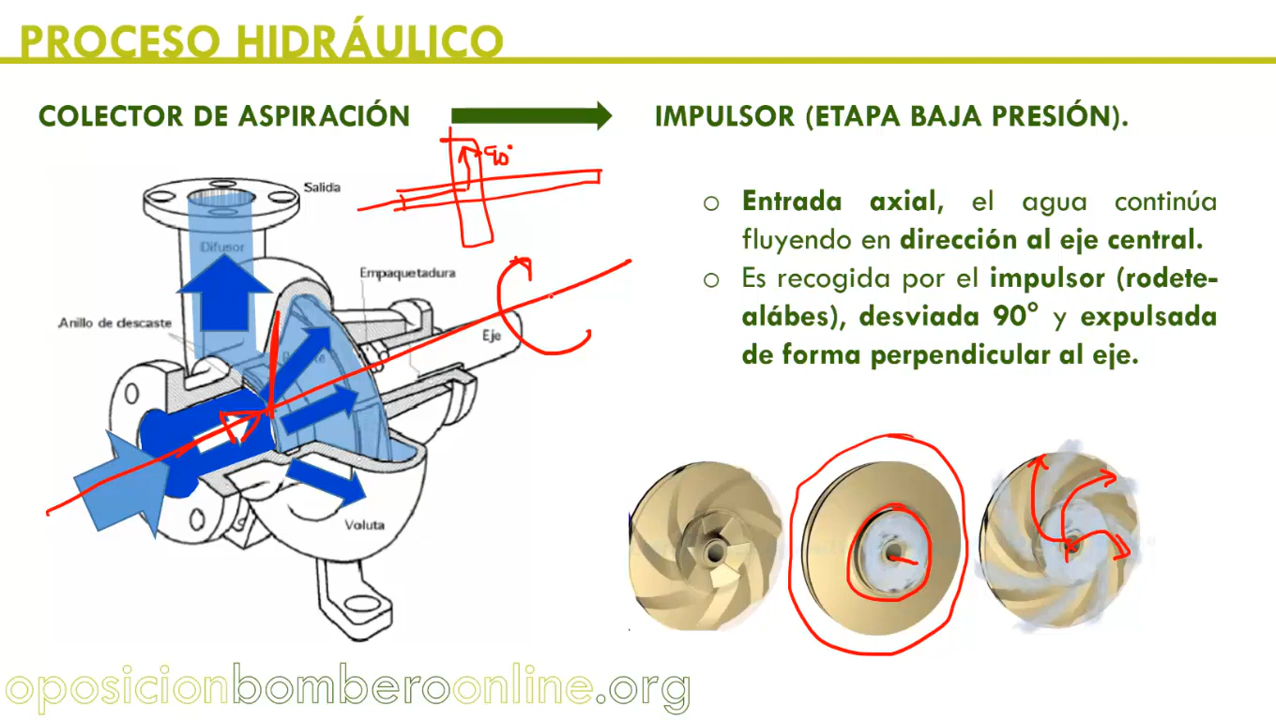 PROCESO HIDRÁULICO
COLECTOR DE ASPIRACIÓN
IMPULSOR (ETAPA BAJA PRESIÓN).
90°
Salida
Difusor
Empaquetadura
Anillo de descaste
Eje
Voluta
o Entrada axial, el agua continúa
fluyendo en dirección al eje central.
o Es recogida por el impulsor (rodete-
alábes), desviada 90° y expulsada
de forma perpendicular al eje.
oposicionbomberoonline.org